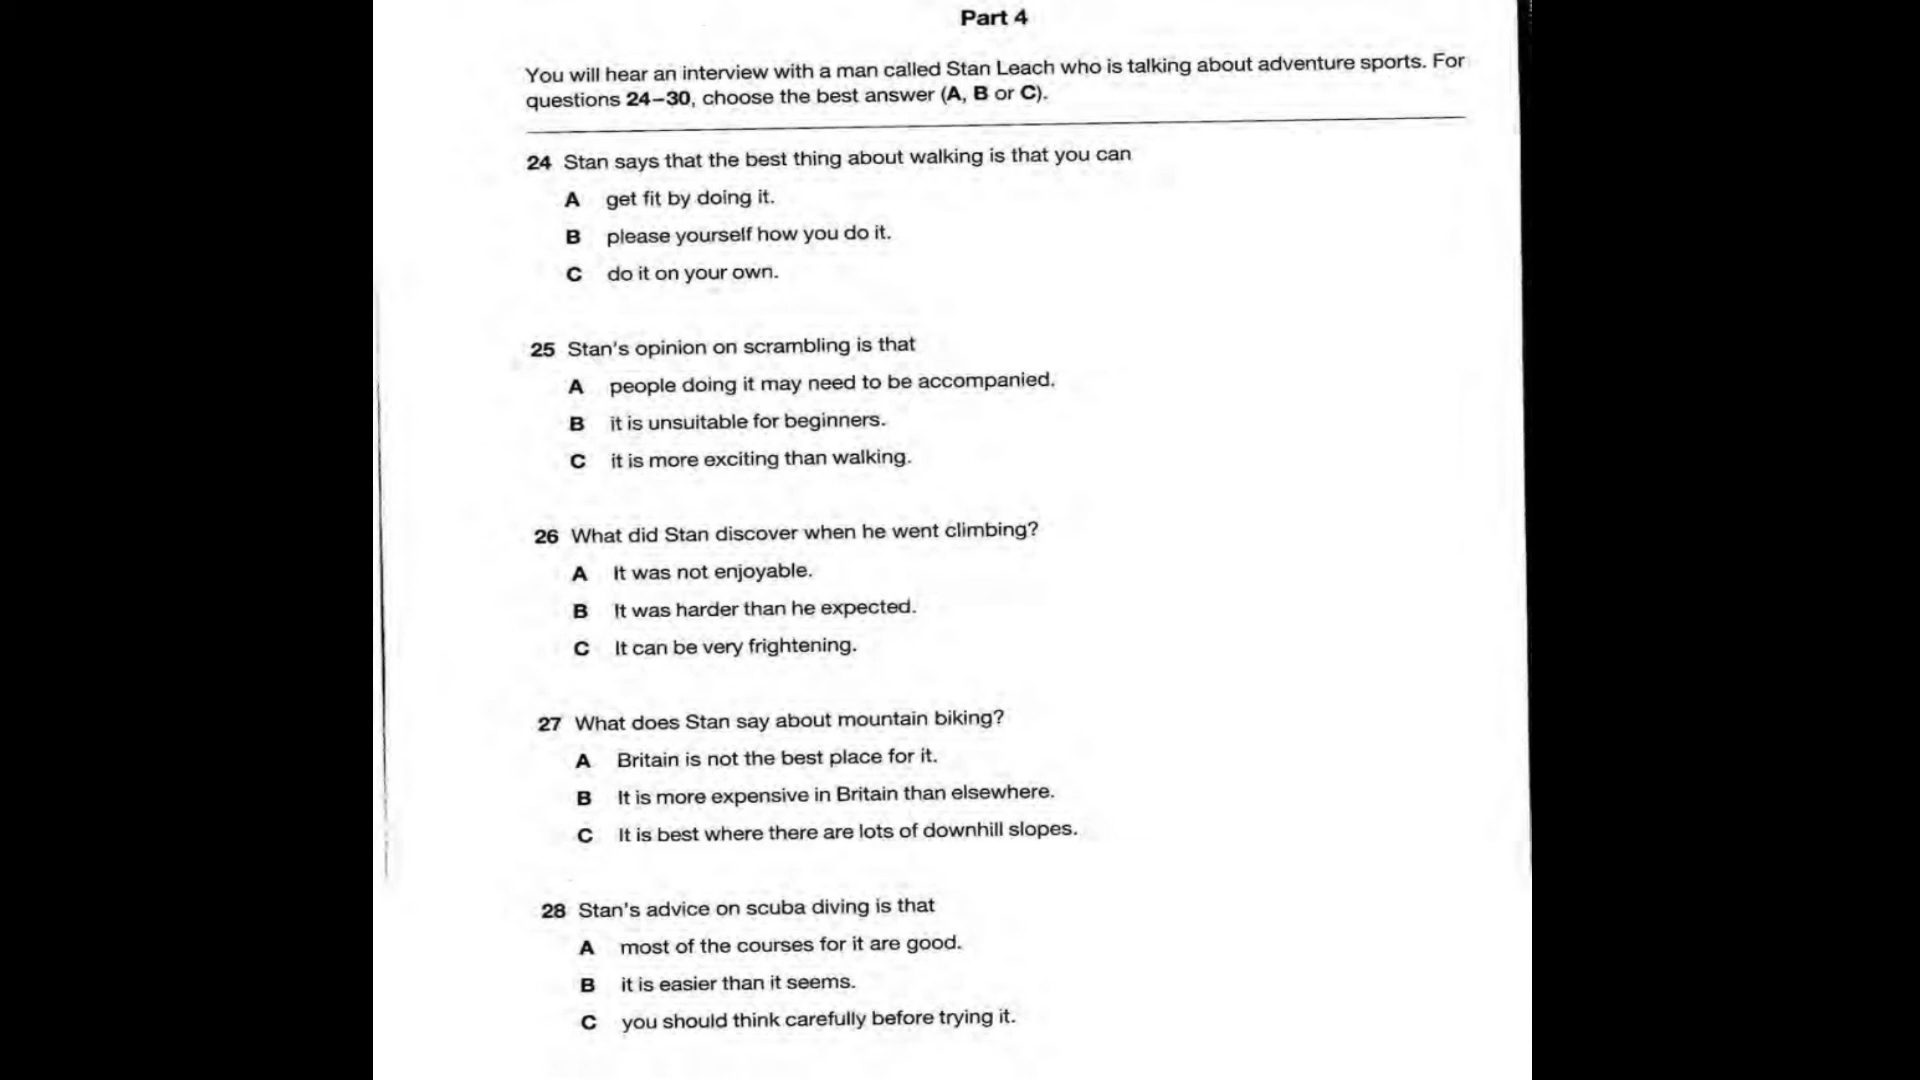 Part 4
You will hear an interview with a man called Stan Leach who is talking about adventure sports. For
questions 24–30, choose the best answer (A, B or C).
24 Stan says that the best thing about walking is that you can
A get fit by doing it.
B please yourself how you do it.
C do it on your own.
25 Stan's opinion on scrambling is that
A people doing it may need to be accompanied.
B it is unsuitable for beginners.
C it is more exciting than walking.
26 What did Stan discover when he went climbing?
A It was not enjoyable.
B It was harder than he expected.
C It can be very frightening.
27 What does Stan say about mountain biking?
A Britain is not the best place for it.
B It is more expensive in Britain than elsewhere.
C It is best where there are lots of downhill slopes.
28 Stan's advice on scuba diving is that
A most of the courses for it are good.
B it is easier than it seems.
C you should think carefully before trying it.